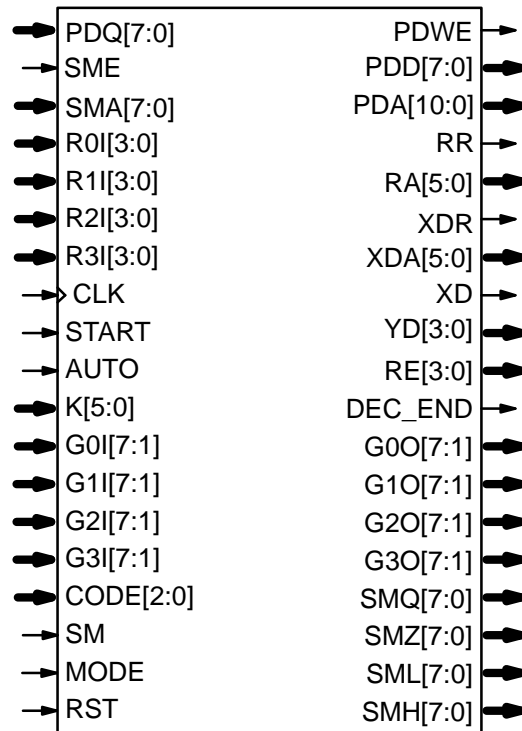 PDQ[7:0] PDWE
SME PDD[7:0]
SMA[7:0] PDA[10:0]
R0I[3:0] RR
R1I[3:0] RA[5:0]
R2I[3:0] XDR
R3I[3:0] XDA[5:0]
CLK XD
START YD[3:0]
AUTO RE[3:0]
K[5:0] DEC_END
G0I[7:1] G0O[7:1]
G1I[7:1] G1O[7:1]
G2I[7:1] G2O[7:1]
G3I[7:1] G3O[7:1]
CODE[2:0] SMQ[7:0]
SM SMZ[7:0]
MODE SML[7:0]
RST SMH[7:0]